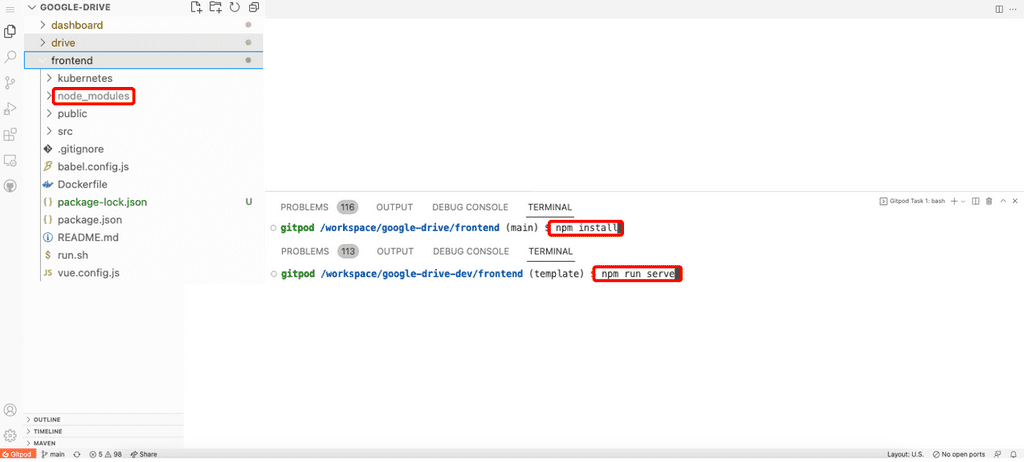 GOOGLE-DRIVE
dashboard
drive
frontend
kubernetes
node_modules
public
src
.gitignore
babel.config.js
Dockerfile
package-lock.json U
package.json
README.md
run.sh
vue.config.js
OUTLINE
TIMELINE
MAVEN
PROBLEMS 116 OUTPUT DEBUG CONSOLE TERMINAL
Gitpod Task 1: bash
gitpod /workspace/google-drive/frontend (main) $ npm install
PROBLEMS 113 OUTPUT DEBUG CONSOLE TERMINAL
gitpod /workspace/google-drive-dev/frontend (template) $ npm run serve
Gitpod main 5 98 Share Layout: U.S. No open ports